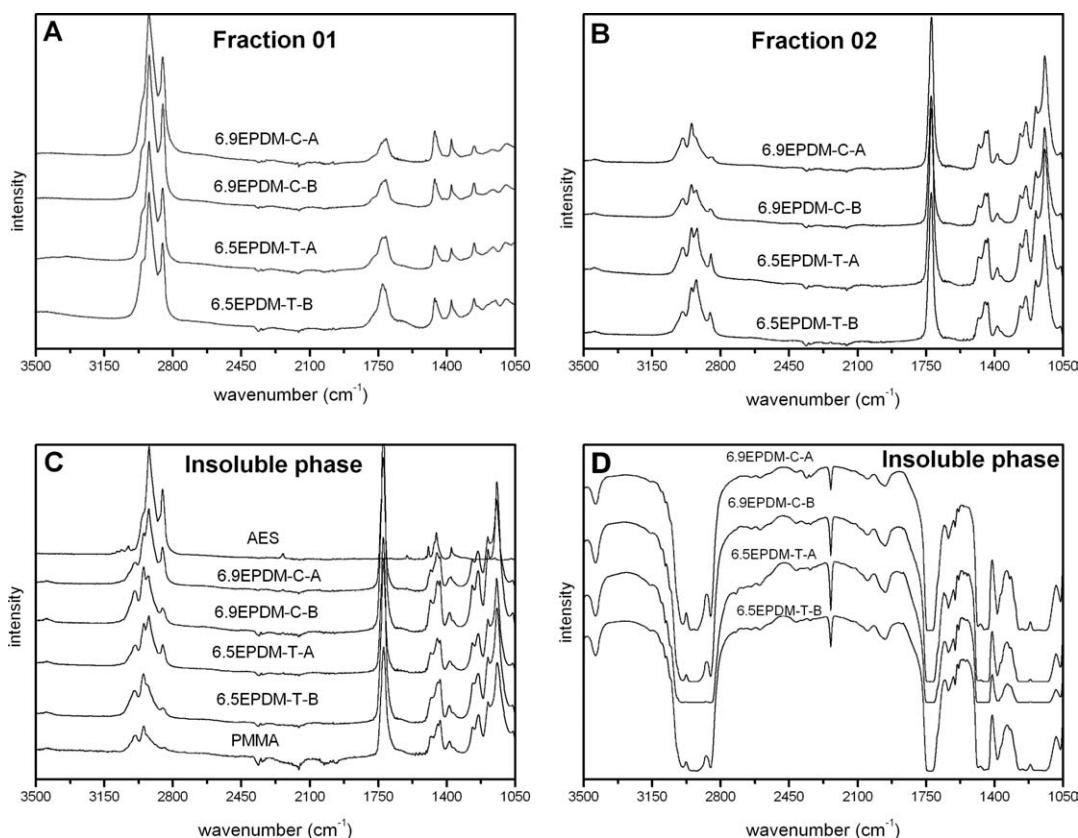 A
Fraction 01
6.9EPDM-C-A
6.9EPDM-C-B
6.5EPDM-T-A
6.5EPDM-T-B
intensity
3500 3150 2800 2450 2100 1750 1400 1050
wavenumber (cm⁻¹)
B
Fraction 02
6.9EPDM-C-A
6.9EPDM-C-B
6.5EPDM-T-A
6.5EPDM-T-B
intensity
3500 3150 2800 2450 2100 1750 1400 1050
wavenumber (cm⁻¹)
C
Insoluble phase
AES
6.9EPDM-C-A
6.9EPDM-C-B
6.5EPDM-T-A
6.5EPDM-T-B
PMMA
intensity
3500 3150 2800 2450 2100 1750 1400 1050
wavenumber (cm⁻¹)
D
Insoluble phase
6.9EPDM-C-A
6.9EPDM-C-B
6.5EPDM-T-A
6.5EPDM-T-B
intensity
3500 3150 2800 2450 2100 1750 1400 1050
wavenumber (cm⁻¹)